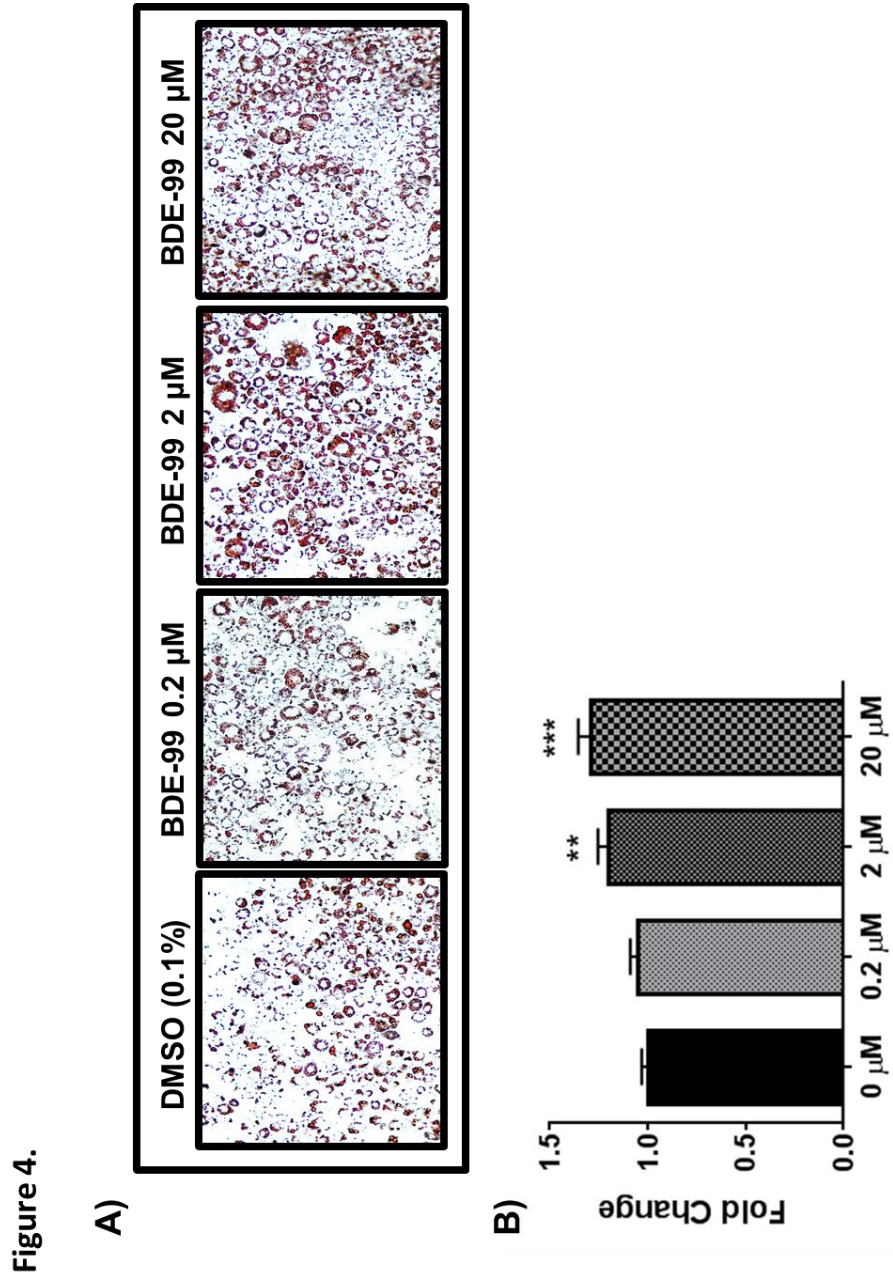 Figure 4.
A)
DMSO (0.1%) BDE-99 0.2 µM BDE-99 2 µM BDE-99 20 µM
B)
Fold Change
1.5
1.0
0.5
0.0
** ***
0 µM 0.2 µM 2 µM 20 µM